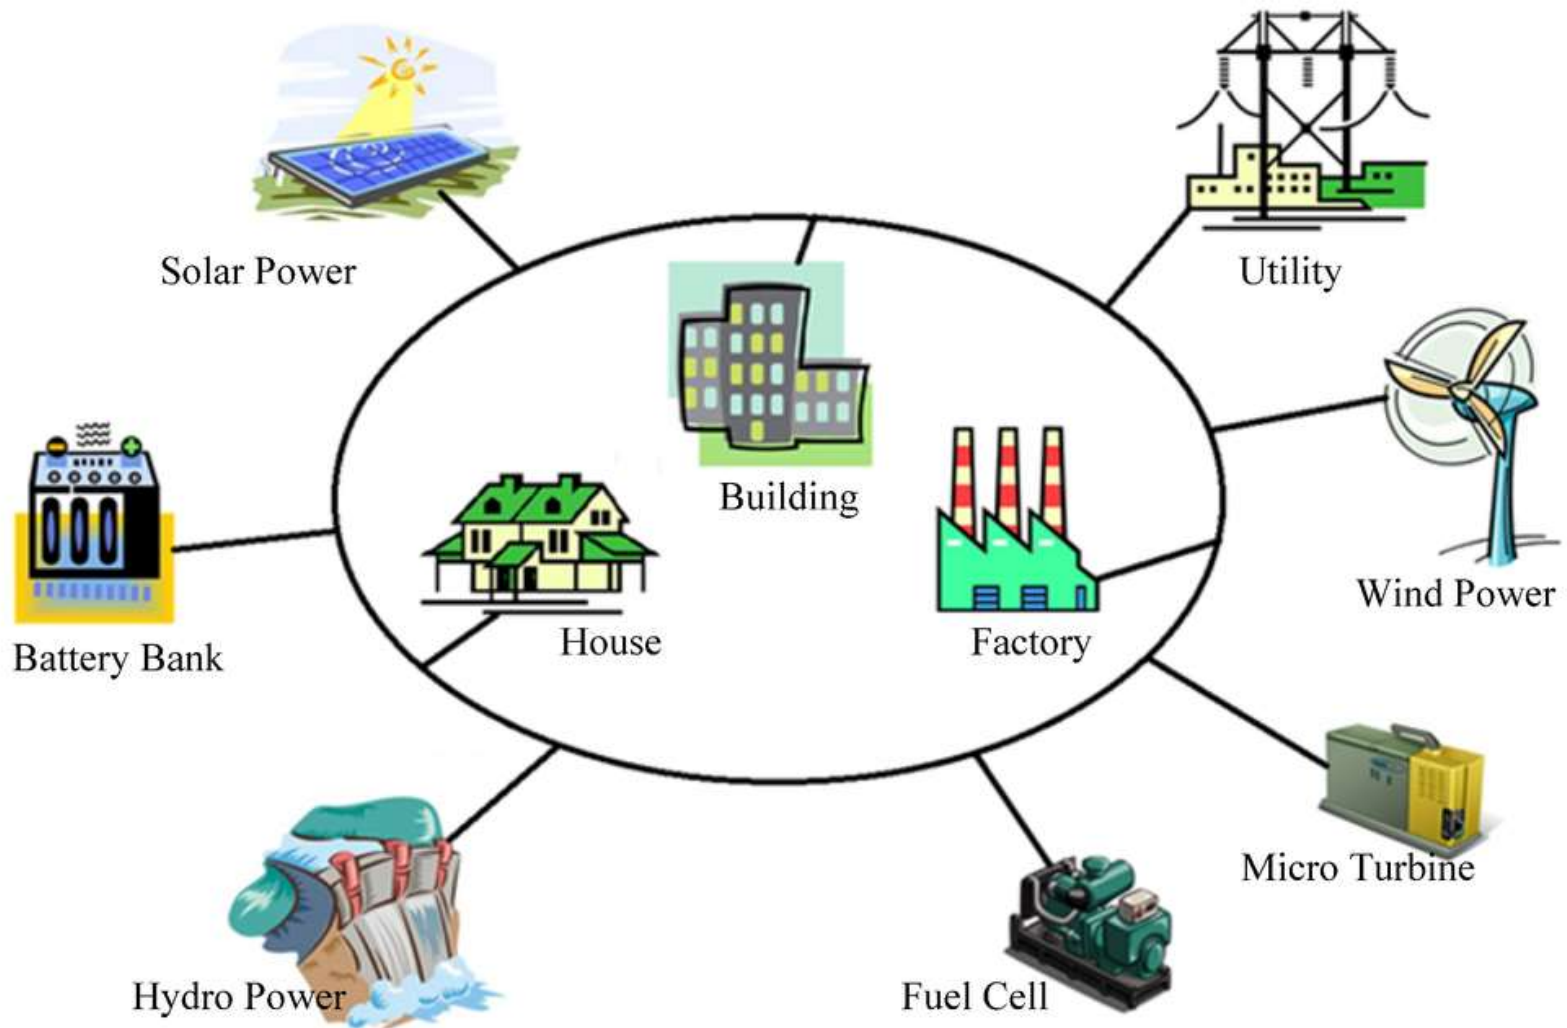 Solar Power
Utility
Building
Wind Power
House
Factory
Battery Bank
Micro Turbine
Hydro Power
Fuel Cell